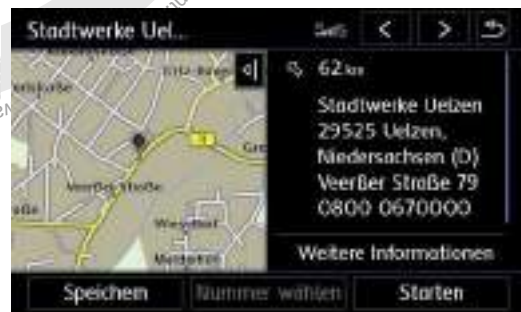 Stadtwerke Uel...
62 km
Stadtwerke Uelzen
29525 Uelzen,
Niedersachsen (D)
Veerßer Straße 79
0800 0670000
Veerßer Straße
Weitere Informationen
Speichern
Nummer wählen
Starten